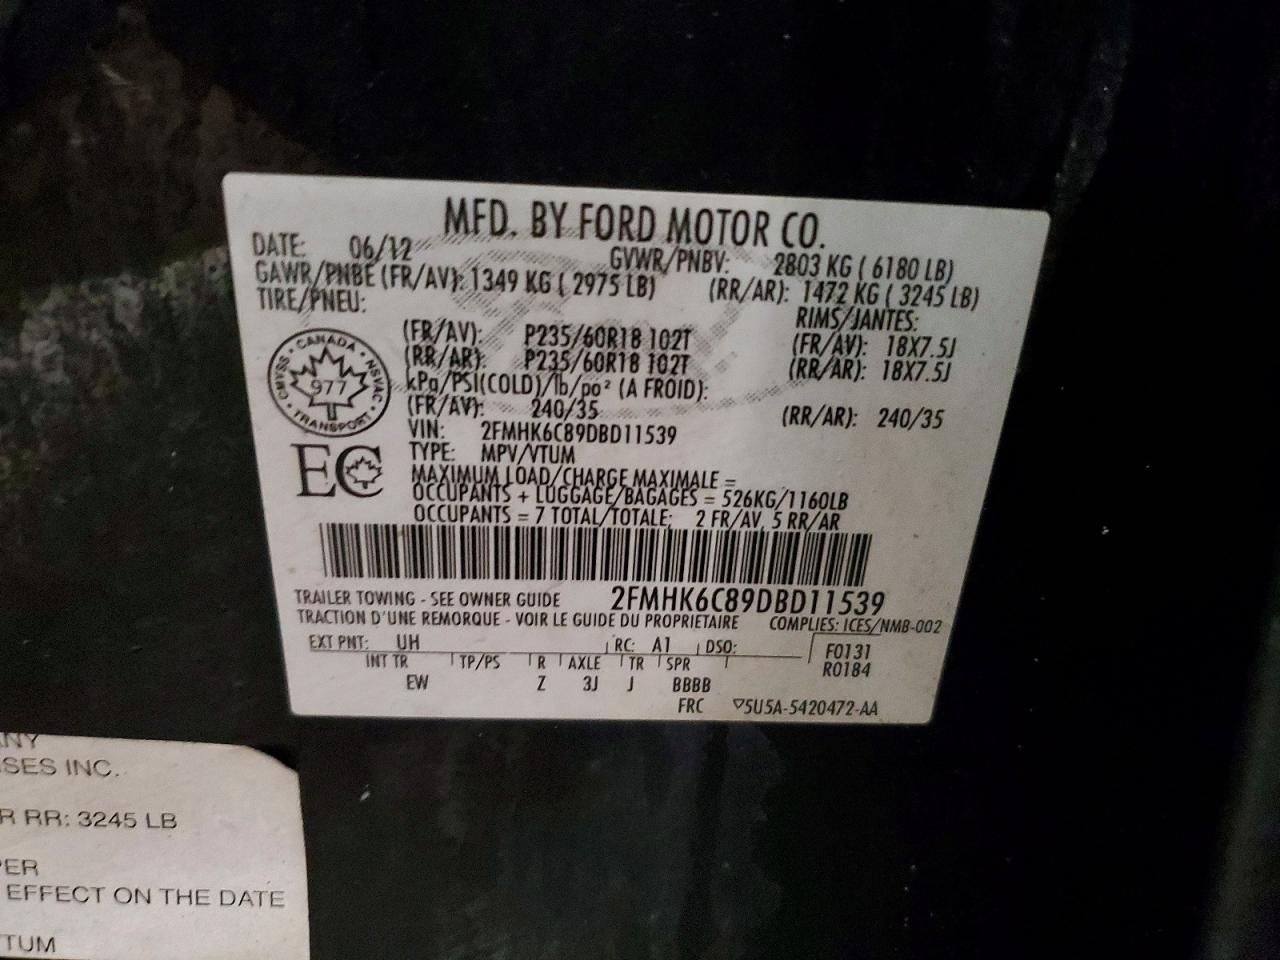 MFD. BY FORD MOTOR CO.
DATE: 06/12 GVWR/PNBV: 2803 KG ( 6180 LB)
GAWR/PNBE (FR/AV): 1349 KG ( 2975 LB) (RR/AR): 1472 KG ( 3245 LB)
TIRE/PNEU: RIMS/JANTES:
(FR/AV): P235/60R18 102T (FR/AV): 18X7.5J
(RR/AR): P235/60R18 102T (RR/AR): 18X7.5J
kPa/PSI(COLD)/lb/po² (A FROID):
(FR/AV): 240/35 (RR/AR): 240/35
CANADA
CMVSS • NSVAC
977
TRANSPORT
EC
VIN: 2FMHK6C89DBD11539
TYPE: MPV/VTUM
MAXIMUM LOAD/CHARGE MAXIMALE =
OCCUPANTS + LUGGAGE/BAGAGES = 526KG/1160LB
OCCUPANTS = 7 TOTAL/TOTALE; 2 FR/AV, 5 RR/AR
TRAILER TOWING - SEE OWNER GUIDE 2FMHK6C89DBD11539
TRACTION D'UNE REMORQUE - VOIR LE GUIDE DU PROPRIETAIRE COMPLIES: ICES/NMB-002
EXT PNT: UH RC: A1 DSO: F0131
INT TR TP/PS R AXLE TR SPR R0184
EW Z 3J J BBBB
FRC ▽5U5A-5420472-AA
NY
SES INC.
R RR: 3245 LB
PER
EFFECT ON THE DATE
TUM